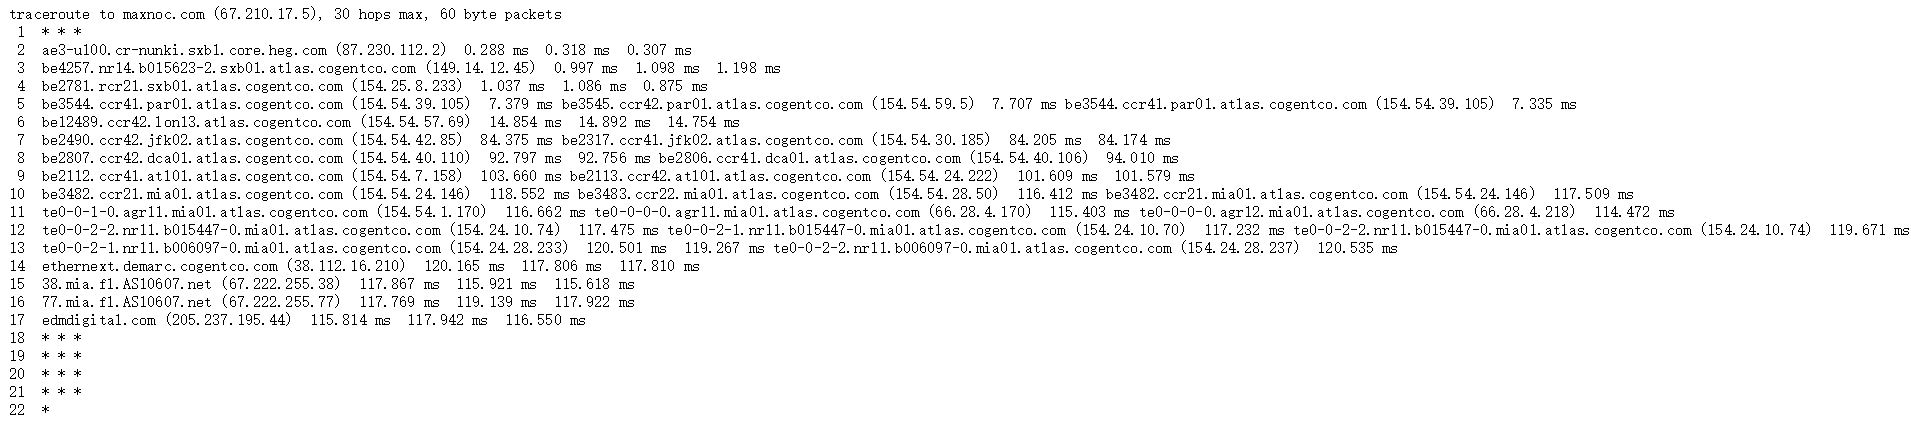 traceroute to maxnoc.com (67.210.17.5), 30 hops max, 60 byte packets
1 * * *
2 ae3-u100.cr-nunki.sxb1.core.heg.com (87.230.112.2) 0.288 ms 0.318 ms 0.307 ms
3 be4257.nr14.b015623-2.sxb01.atlas.cogentco.com (149.14.12.45) 0.997 ms 1.098 ms 1.198 ms
4 be2781.rcr21.sxb01.atlas.cogentco.com (154.25.8.233) 1.037 ms 1.086 ms 0.875 ms
5 be3544.ccr41.par01.atlas.cogentco.com (154.54.39.105) 7.379 ms be3545.ccr42.par01.atlas.cogentco.com (154.54.59.5) 7.707 ms be3544.ccr41.par01.atlas.cogentco.com (154.54.39.105) 7.335 ms
6 be12489.ccr42.lon13.atlas.cogentco.com (154.54.57.69) 14.854 ms 14.892 ms 14.754 ms
7 be2490.ccr42.jfk02.atlas.cogentco.com (154.54.42.85) 84.375 ms be2317.ccr41.jfk02.atlas.cogentco.com (154.54.30.185) 84.205 ms 84.174 ms
8 be2807.ccr42.dca01.atlas.cogentco.com (154.54.40.110) 92.797 ms 92.756 ms be2806.ccr41.dca01.atlas.cogentco.com (154.54.40.106) 94.010 ms
9 be2112.ccr41.atl01.atlas.cogentco.com (154.54.7.158) 103.660 ms be2113.ccr42.atl01.atlas.cogentco.com (154.54.24.222) 101.609 ms 101.579 ms
10 be3482.ccr21.mia01.atlas.cogentco.com (154.54.24.146) 118.552 ms be3483.ccr22.mia01.atlas.cogentco.com (154.54.28.50) 116.412 ms be3482.ccr21.mia01.atlas.cogentco.com (154.54.24.146) 117.509 ms
11 te0-0-1-0.agr11.mia01.atlas.cogentco.com (154.54.1.170) 116.662 ms te0-0-0-0.agr11.mia01.atlas.cogentco.com (66.28.4.170) 115.403 ms te0-0-0-0.agr12.mia01.atlas.cogentco.com (66.28.4.218) 114.472 ms
12 te0-0-2-2.nr11.b015447-0.mia01.atlas.cogentco.com (154.24.10.74) 117.475 ms te0-0-2-1.nr11.b015447-0.mia01.atlas.cogentco.com (154.24.10.70) 117.232 ms te0-0-2-2.nr11.b015447-0.mia01.atlas.cogentco.com (154.24.10.74) 119.671 ms
13 te0-0-2-1.nr11.b006097-0.mia01.atlas.cogentco.com (154.24.28.233) 120.501 ms 119.267 ms te0-0-2-2.nr11.b006097-0.mia01.atlas.cogentco.com (154.24.28.237) 120.535 ms
14 ethernext.demarc.cogentco.com (38.112.16.210) 120.165 ms 117.806 ms 117.810 ms
15 38.mia.f1.AS10607.net (67.222.255.38) 117.867 ms 115.921 ms 115.618 ms
16 77.mia.f1.AS10607.net (67.222.255.77) 117.769 ms 119.139 ms 117.922 ms
17 edmdigital.com (205.237.195.44) 115.814 ms 117.942 ms 116.550 ms
18 * * *
19 * * *
20 * * *
21 * * *
22 *